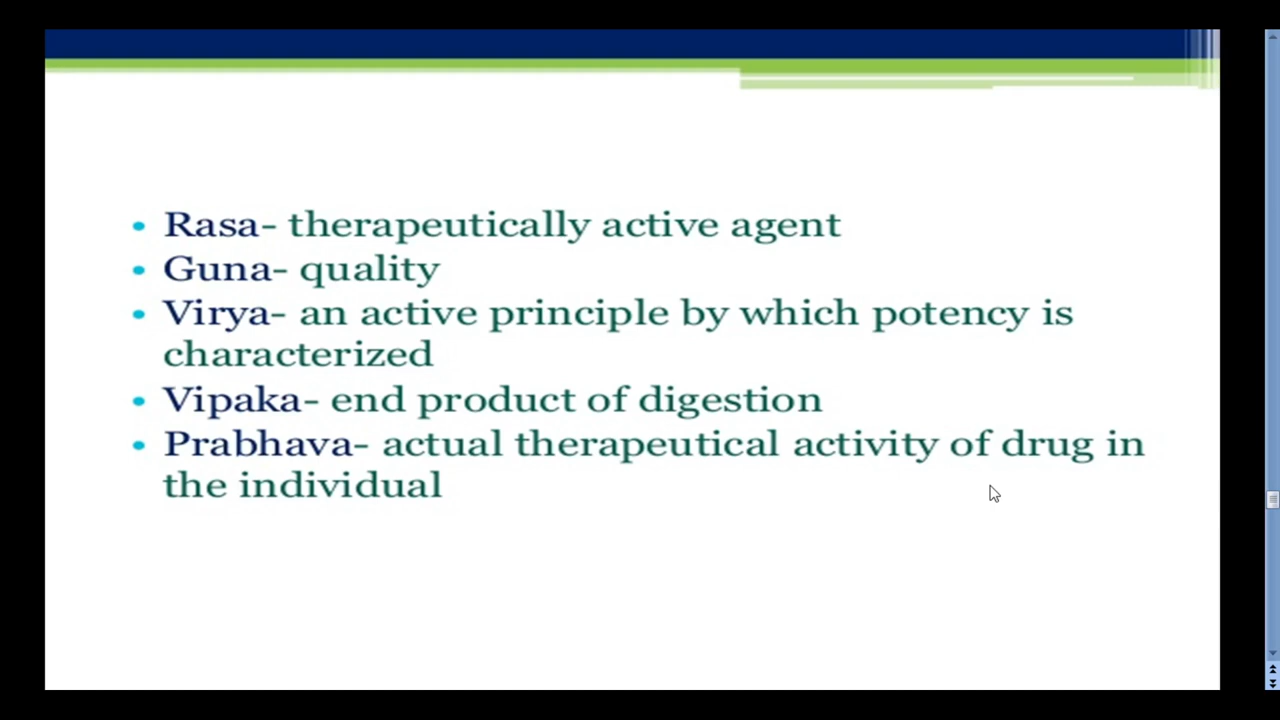 • Rasa- therapeutically active agent
• Guna- quality
• Virya- an active principle by which potency is
characterized
• Vipaka- end product of digestion
• Prabhava- actual therapeutical activity of drug in
the individual